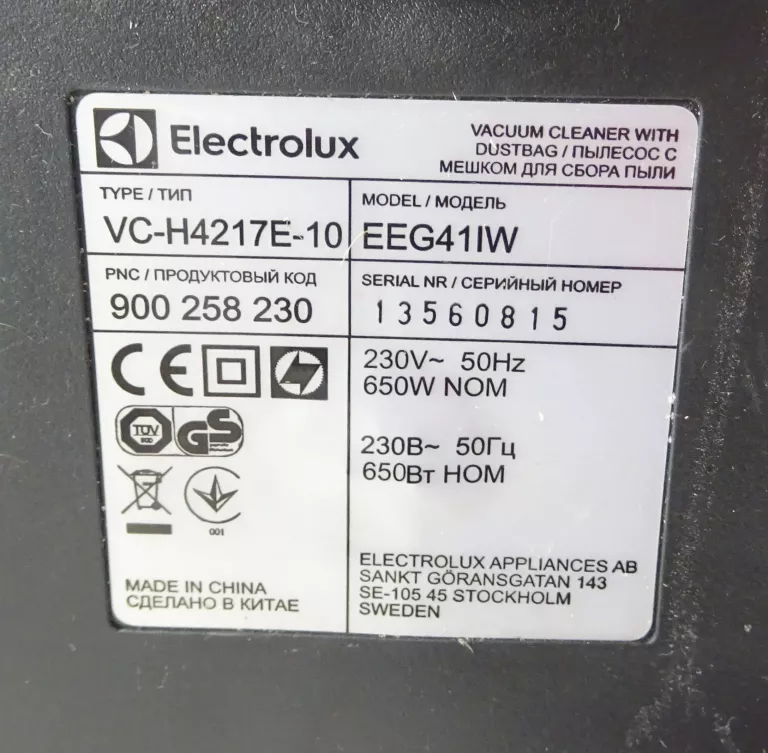 Electrolux
VACUUM CLEANER WITH
DUSTBAG / ПЫЛЕСОС С
МЕШКОМ ДЛЯ СБОРА ПЫЛИ
TYPE / ТИП
VC-H4217E-10
MODEL / МОДЕЛЬ
EEG41IW
PNC / ПРОДУКТОВЫЙ КОД
900 258 230
SERIAL NR / СЕРИЙНЫЙ НОМЕР
13560815
CE
TÜV
GS
001
MADE IN CHINA
СДЕЛАНО В КИТАЕ
230V~ 50Hz
650W NOM
230В~ 50Гц
650Вт НОМ
ELECTROLUX APPLIANCES AB
SANKT GÖRANSGATAN 143
SE-105 45 STOCKHOLM
SWEDEN